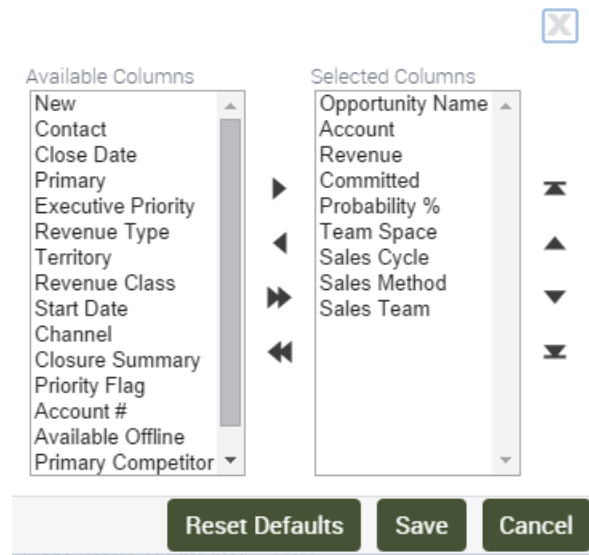 X
Available Columns
New
Contact
Close Date
Primary
Executive Priority
Revenue Type
Territory
Revenue Class
Start Date
Channel
Closure Summary
Priority Flag
Account #
Available Offline
Primary Competitor
Selected Columns
Opportunity Name
Account
Revenue
Committed
Probability %
Team Space
Sales Cycle
Sales Method
Sales Team
Reset Defaults
Save
Cancel